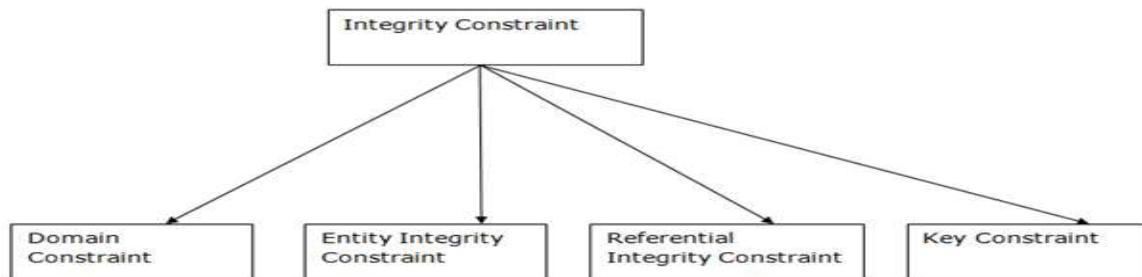 Integrity Constraint
Domain
Constraint
Entity Integrity
Constraint
Referential
Integrity Constraint
Key Constraint